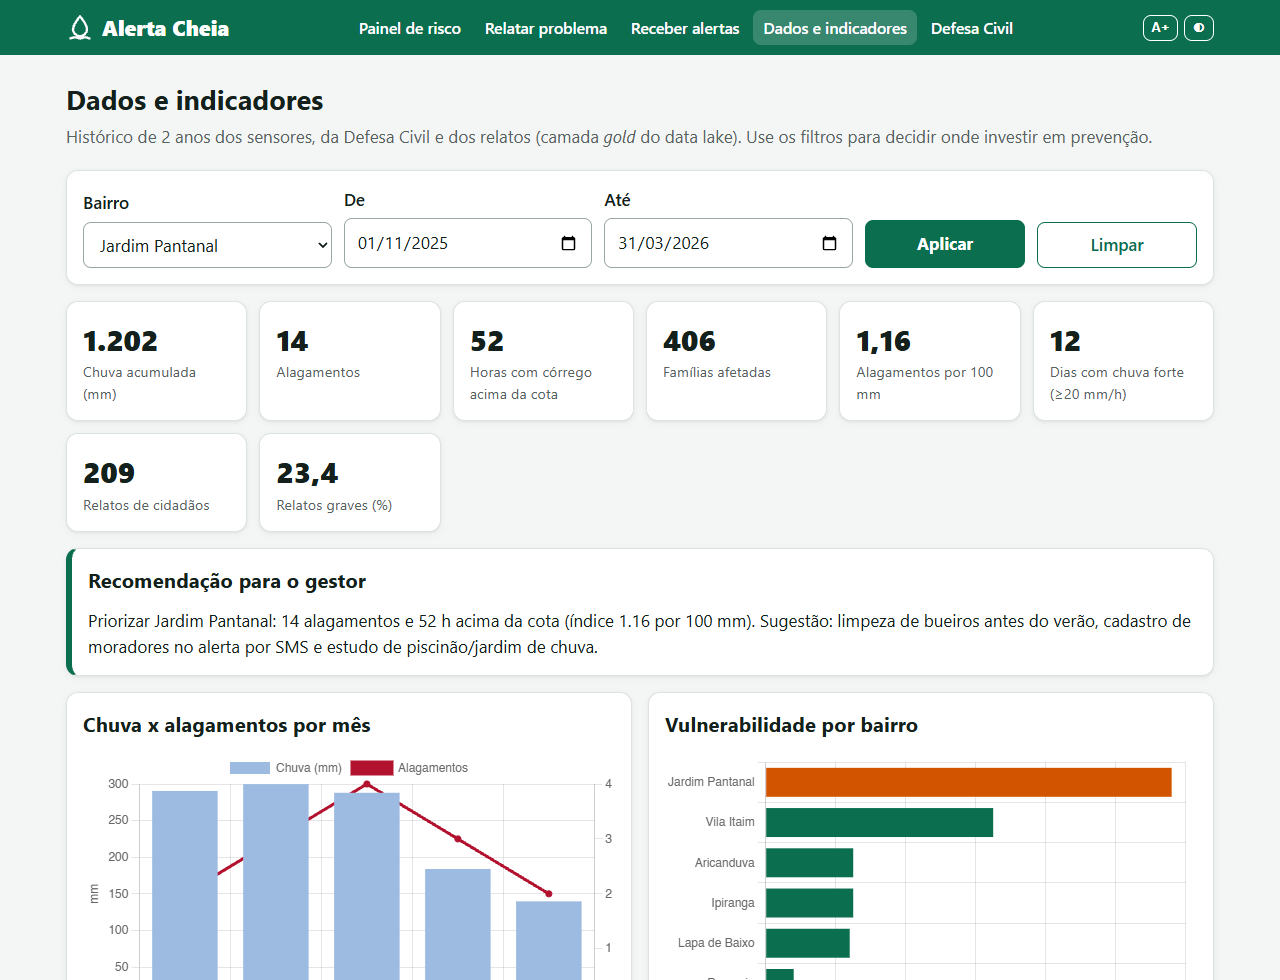 Alerta Cheia
Painel de risco
Relatar problema
Receber alertas
Dados e indicadores
Defesa Civil
A+
Dados e indicadores
Histórico de 2 anos dos sensores, da Defesa Civil e dos relatos (camada gold do data lake). Use os filtros para decidir onde investir em prevenção.
Bairro
De
Até
Jardim Pantanal
01/11/2025
31/03/2026
Aplicar
Limpar
1.202
Chuva acumulada
(mm)
14
Alagamentos
52
Horas com córrego
acima da cota
406
Famílias afetadas
1,16
Alagamentos por 100
mm
12
Dias com chuva forte
(≥20 mm/h)
209
Relatos de cidadãos
23,4
Relatos graves (%)
Recomendação para o gestor
Priorizar Jardim Pantanal: 14 alagamentos e 52 h acima da cota (índice 1.16 por 100 mm). Sugestão: limpeza de bueiros antes do verão, cadastro de
moradores no alerta por SMS e estudo de piscinão/jardim de chuva.
Chuva x alagamentos por mês
Chuva (mm)
Alagamentos
300
250
200
150
100
50
mm
4
3
2
1
Vulnerabilidade por bairro
Jardim Pantanal
Vila Itaim
Aricanduva
Ipiranga
Lapa de Baixo